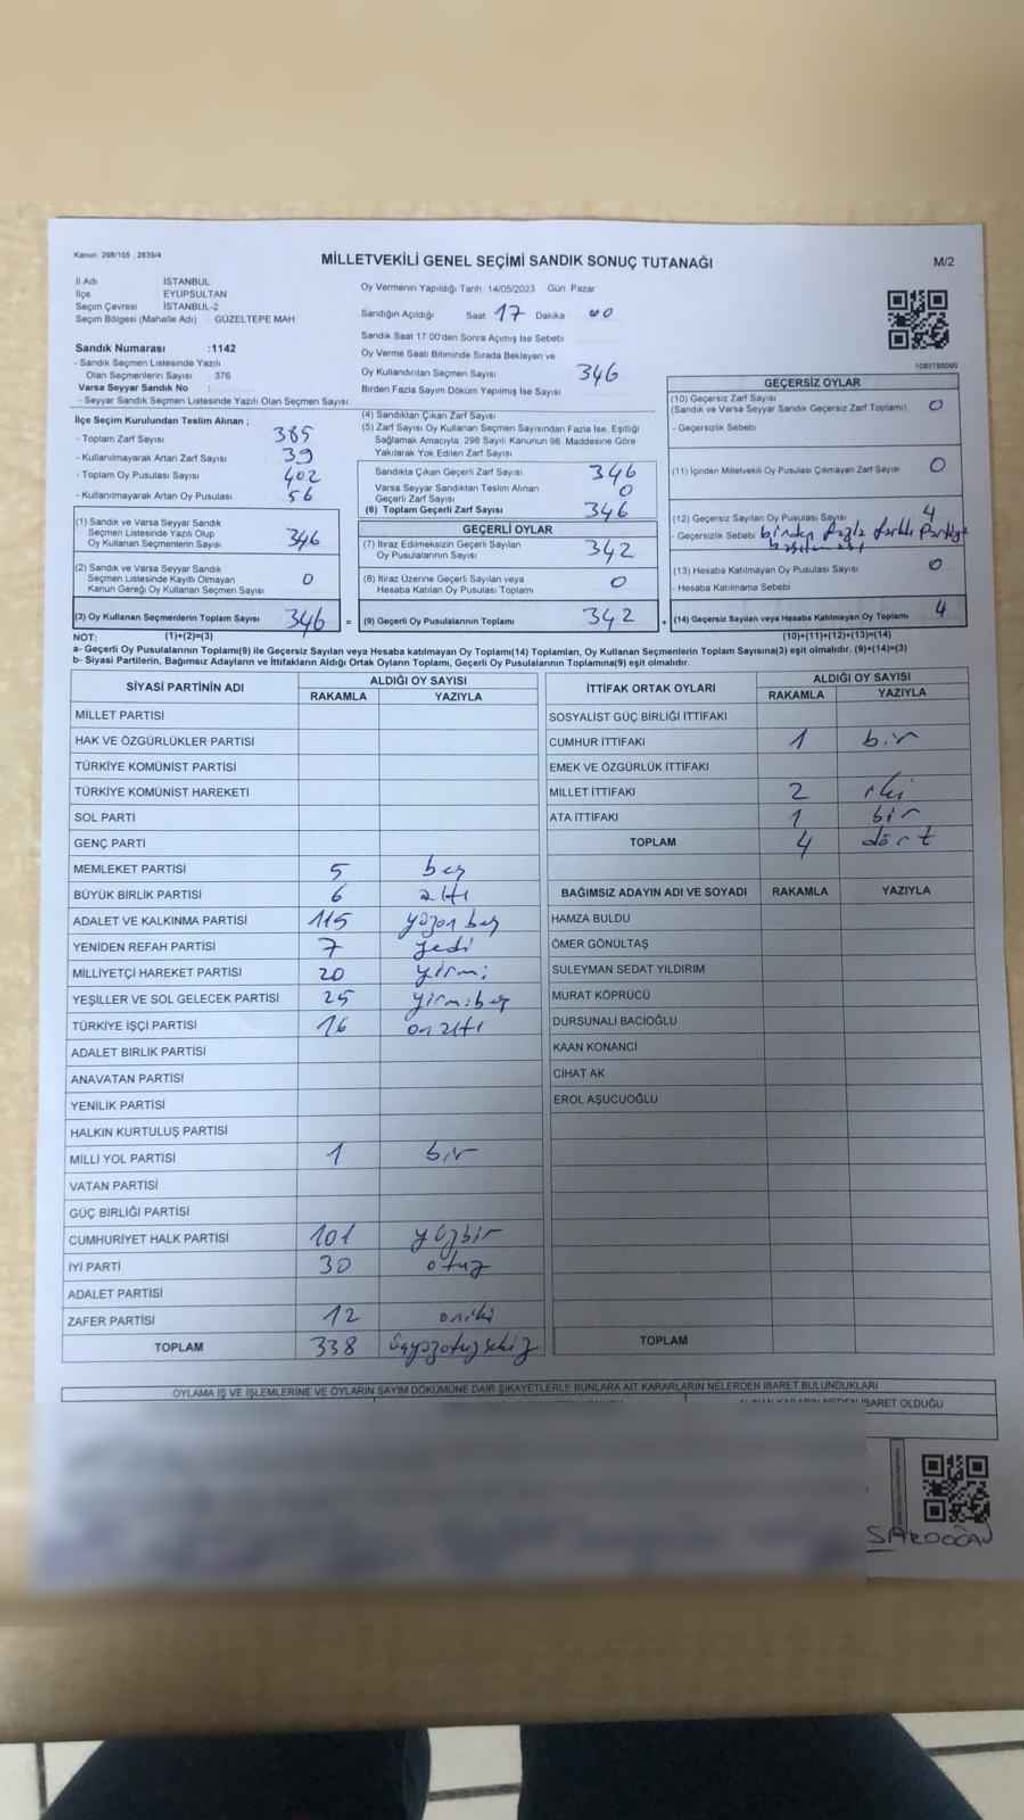 Kanun: 298/105 , 2839/4
MİLLETVEKİLİ GENEL SEÇİMİ SANDIK SONUÇ TUTANAĞI
M/2
İl Adı İSTANBUL
İlçe EYÜPSULTAN
Seçim Çevresi İSTANBUL-2
Seçim Bölgesi (Mahalle Adı) GÜZELTEPE MAH
Sandık Numarası :1142
- Sandık Seçmen Listesinde Yazılı
Olan Seçmenlerin Sayısı 376
Varsa Seyyar Sandık No :
- Seyyar Sandık Seçmen Listesinde Yazılı Olan Seçmen Sayısı:
Oy Vermenin Yapıldığı Tarih: 14/05/2023 Gün: Pazar
Sandığın Açıldığı Saat 17 Dakika 00
Sandık Saat 17:00'den Sonra Açılmış İse Sebebi
Oy Verme Saati Bitiminde Sırada Bekleyen ve
Oy Kullandırılan Seçmen Sayısı 346
Birden Fazla Sayım Döküm Yapılmış İse Sayısı
İlçe Seçim Kurulundan Teslim Alınan ;
- Toplam Zarf Sayısı 385
- Kullanılmayarak Artan Zarf Sayısı 39
- Toplam Oy Pusulası Sayısı 402
- Kullanılmayarak Artan Oy Pusulası 56
(1) Sandık ve Varsa Seyyar Sandık
Seçmen Listesinde Yazılı Olup
Oy Kullanan Seçmenlerin Sayısı 346
(2) Sandık ve Varsa Seyyar Sandık
Seçmen Listesinde Kayıtlı Olmayan
Kanun Gereği Oy Kullanan Seçmen Sayısı 0
(3) Oy Kullanan Seçmenlerin Toplam Sayısı 346 =
(4) Sandıktan Çıkan Zarf Sayısı
(5) Zarf Sayısı Oy Kullanan Seçmen Sayısından Fazla İse, Eşitliği
Sağlamak Amacıyla 298 Sayılı Kanunun 98. Maddesine Göre
Yakılarak Yok Edilen Zarf Sayısı
Sandıkta Çıkan Geçerli Zarf Sayısı 346
Varsa Seyyar Sandıktan Teslim Alınan
Geçerli Zarf Sayısı 0
(6) Toplam Geçerli Zarf Sayısı 346
GEÇERLİ OYLAR
(7) İtiraz Edilmeksizin Geçerli Sayılan
Oy Pusulalarının Sayısı 342
(8) İtiraz Üzerine Geçerli Sayılan veya
Hesaba Katılan Oy Pusulası Toplamı 0
(9) Geçerli Oy Pusulalarının Toplamı 342 +
GEÇERSİZ OYLAR
(10) Geçersiz Zarf Sayısı
(Sandık ve Varsa Seyyar Sandık Geçersiz Zarf Toplamı) 0
- Geçersizlik Sebebi
(11) İçinden Milletvekili Oy Pusulası Çıkmayan Zarf Sayısı 0
(12) Geçersiz Sayılan Oy Pusulası Sayısı 4
- Geçersizlik Sebebi birden fazla farklı Partiye
(13) Hesaba Katılmayan Oy Pusulası Sayısı 0
- Hesaba Katılmama Sebebi
(14) Geçersiz Sayılan veya Hesaba Katılmayan Oy Toplamı 4
NOT: (1)+(2)=(3)
(10)+(11)+(12)+(13)=(14)
a- Geçerli Oy Pusulalarının Toplamı(9) ile Geçersiz Sayılan veya Hesaba katılmayan Oy Toplamı(14) Toplamları, Oy Kullanan Seçmenlerin Toplam Sayısına(3) eşit olmalıdır. (9)+(14)=(3)
b- Siyasi Partilerin, Bağımsız Adayların ve İttifakların Aldığı Ortak Oyların Toplamı, Geçerli Oy Pusulalarının Toplamına(9) eşit olmalıdır.
SİYASİ PARTİNİN ADI ALDIĞI OY SAYISI
RAKAMLA YAZIYLA
MİLLET PARTİSİ
HAK VE ÖZGÜRLÜKLER PARTİSİ
TÜRKİYE KOMÜNİST PARTİSİ
TÜRKİYE KOMÜNİST HAREKETİ
SOL PARTİ
GENÇ PARTİ
MEMLEKET PARTİSİ 5 beş
BÜYÜK BİRLİK PARTİSİ 6 altı
ADALET VE KALKINMA PARTİSİ 115 yüzon beş
YENİDEN REFAH PARTİSİ 7 yedi
MİLLİYETÇİ HAREKET PARTİSİ 20 yirmi
YEŞİLLER VE SOL GELECEK PARTİSİ 25 yirmibeş
TÜRKİYE İŞÇİ PARTİSİ 16 on altı
ADALET BİRLİK PARTİSİ
ANAVATAN PARTİSİ
YENİLİK PARTİSİ
HALKIN KURTULUŞ PARTİSİ
MİLLİ YOL PARTİSİ 1 bir
VATAN PARTİSİ
GÜÇ BİRLİĞİ PARTİSİ
CUMHURİYET HALK PARTİSİ 101 yüzbir
İYİ PARTİ 30 otuz
ADALET PARTİSİ
ZAFER PARTİSİ 12 oniki
TOPLAM 338 üçyüzotuzsekiz
İTTİFAK ORTAK OYLARI ALDIĞI OY SAYISI
RAKAMLA YAZIYLA
SOSYALİST GÜÇ BİRLİĞİ İTTİFAKI
CUMHUR İTTİFAKI 1 bir
EMEK VE ÖZGÜRLÜK İTTİFAKI
MİLLET İTTİFAKI 2 iki
ATA İTTİFAKI 1 bir
TOPLAM 4 dört
BAĞIMSIZ ADAYIN ADI VE SOYADI RAKAMLA YAZIYLA
HAMZA BULDU
ÖMER GÖNÜLTAŞ
SÜLEYMAN SEDAT YILDIRIM
MURAT KÖPRÜCÜ
DURSUNALİ BACIOĞLU
KAAN KONANCI
CİHAT AK
EROL AŞUCUOĞLU
TOPLAM
OYLAMA İŞ VE İŞLEMLERİNE VE OYLARIN SAYIM DÖKÜMÜNE DAİR ŞİKAYETLERLE BUNLARA AİT KARARLARIN NELERDEN İBARET BULUNDUKLARI
İBARET OLDUĞU